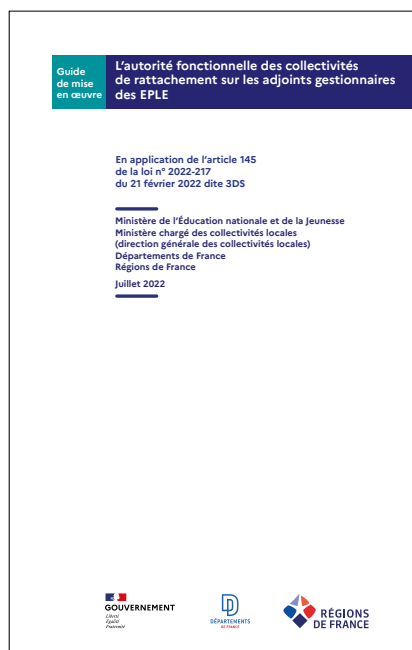 Guide
de mise
en œuvre
L'autorité fonctionnelle des collectivités
de rattachement sur les adjoints gestionnaires
des EPLE
En application de l'article 145
de la loi n° 2022-217
du 21 février 2022 dite 3DS
Ministère de l'Éducation nationale et de la Jeunesse
Ministère chargé des collectivités locales
(direction générale des collectivités locales)
Départements de France
Régions de France
Juillet 2022
GOUVERNEMENT
Liberté
Égalité
Fraternité
DÉPARTEMENTS
DE FRANCE
RÉGIONS
DE FRANCE